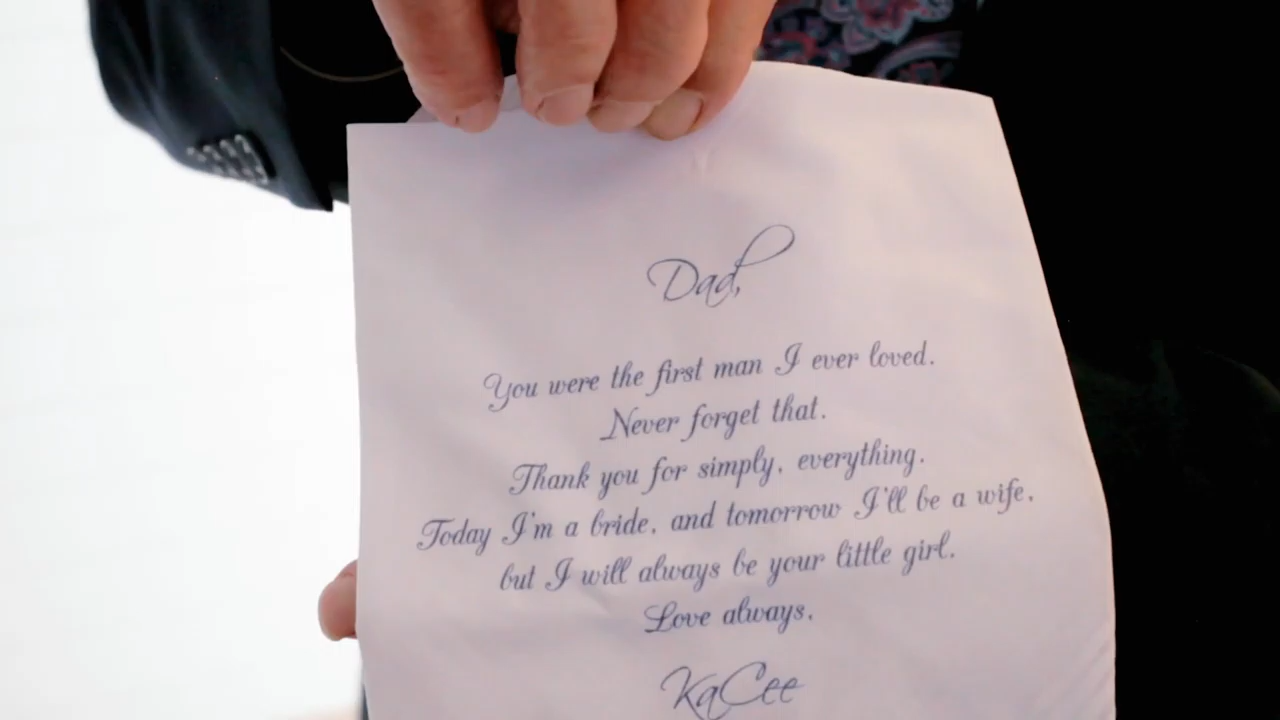 Dad,
You were the first man I ever loved.
Never forget that.
Thank you for simply, everything.
Today I'm a bride, and tomorrow I'll be a wife,
but I will always be your little girl.
Love always,
KaCee